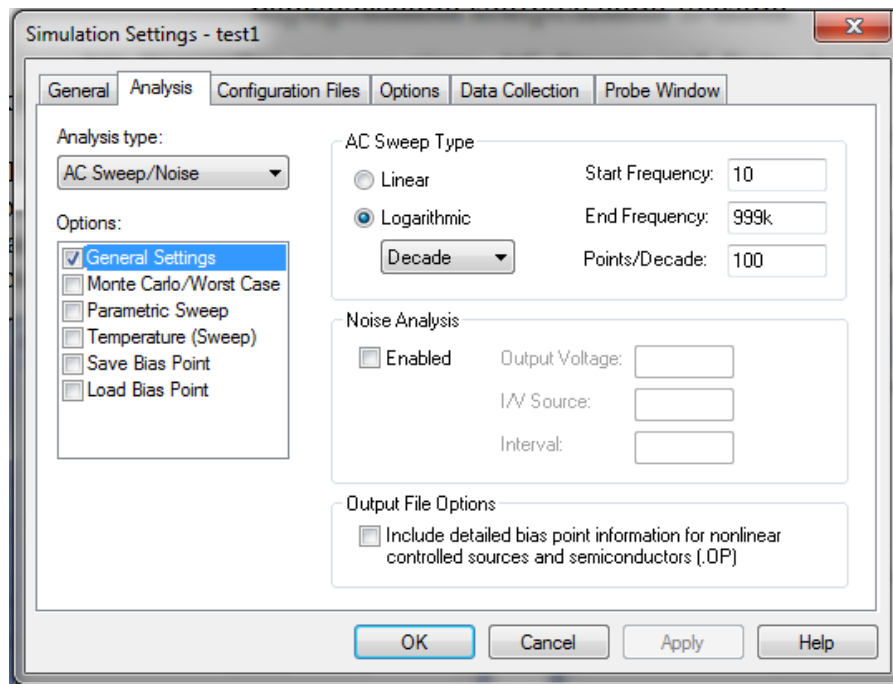 Simulation Settings - test1
General Analysis Configuration Files Options Data Collection Probe Window
Analysis type:
AC Sweep/Noise
Options:
General Settings
Monte Carlo/Worst Case
Parametric Sweep
Temperature (Sweep)
Save Bias Point
Load Bias Point
AC Sweep Type
Linear
Logarithmic
Decade
Start Frequency: 10
End Frequency: 999k
Points/Decade: 100
Noise Analysis
Enabled
Output Voltage:
I/V Source:
Interval:
Output File Options
Include detailed bias point information for nonlinear
controlled sources and semiconductors (.OP)
OK Cancel Apply Help